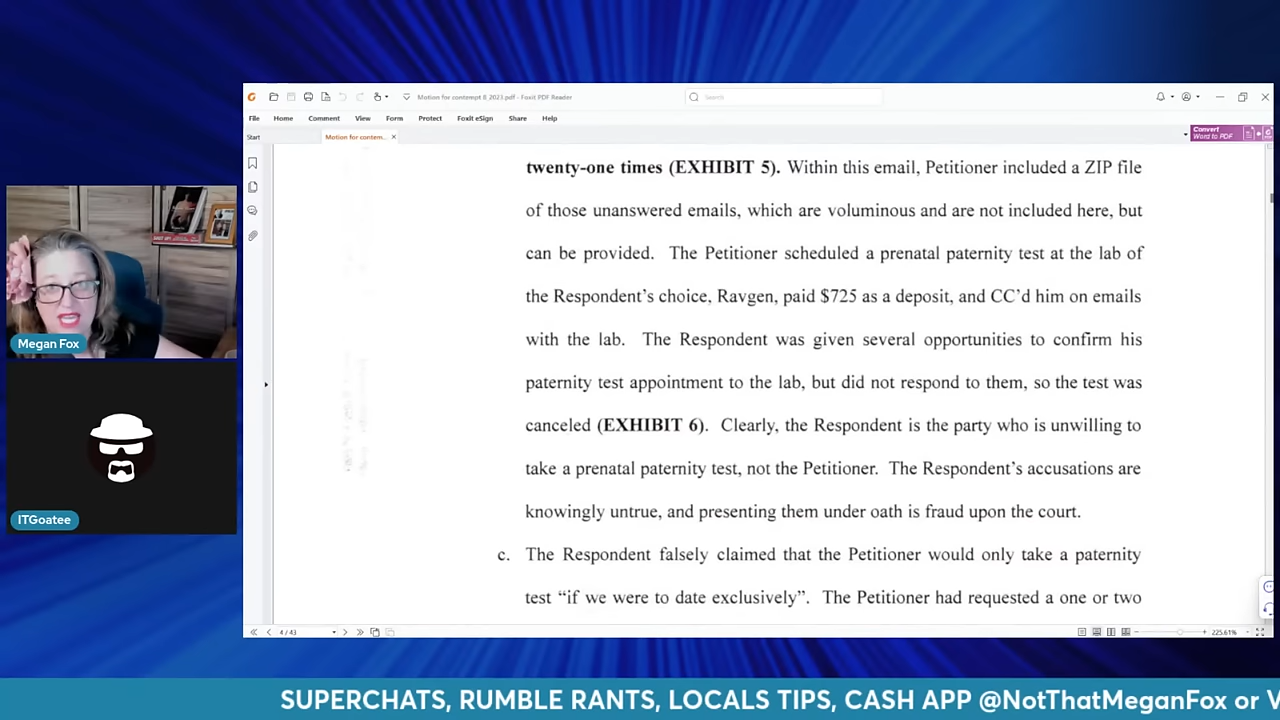 Motion for contempt 8_2023.pdf - Foxit PDF Reader
Search
File Home Comment View Form Protect Foxit eSign Share Help
Convert
Word to PDF
Start
Motion for contem...
twenty-one times (EXHIBIT 5). Within this email, Petitioner included a ZIP file
of those unanswered emails, which are voluminous and are not included here, but
can be provided. The Petitioner scheduled a prenatal paternity test at the lab of
the Respondent's choice, Ravgen, paid $725 as a deposit, and CC'd him on emails
with the lab. The Respondent was given several opportunities to confirm his
paternity test appointment to the lab, but did not respond to them, so the test was
canceled (EXHIBIT 6). Clearly, the Respondent is the party who is unwilling to
take a prenatal paternity test, not the Petitioner. The Respondent's accusations are
knowingly untrue, and presenting them under oath is fraud upon the court.
c. The Respondent falsely claimed that the Petitioner would only take a paternity
test "if we were to date exclusively". The Petitioner had requested a one or two
4 / 43
225.61%
Megan Fox
ITGoatee
SUPERCHATS, RUMBLE RANTS, LOCALS TIPS, CASH APP @NotThatMeganFox or V